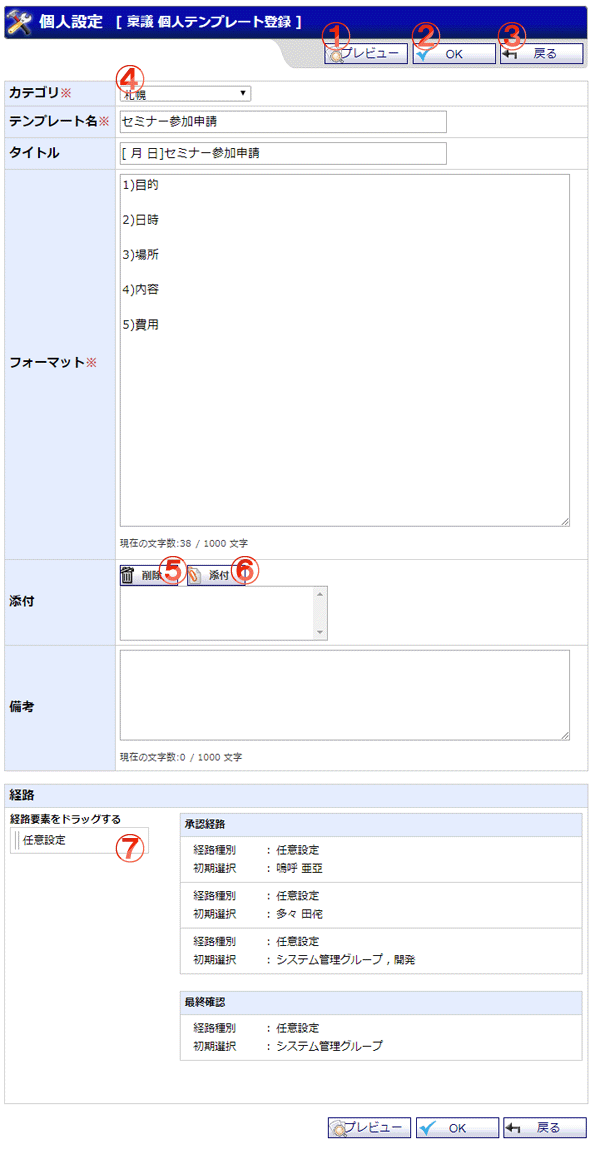 個人設定 [ 稟議 個人テンプレート登録 ]
① ② ③
プレビュー OK 戻る
④
カテゴリ※ 札幌
テンプレート名※ セミナー参加申請
タイトル [ 月 日]セミナー参加申請
フォーマット※
1)目的
2)日時
3)場所
4)内容
5)費用
現在の文字数:38 / 1000 文字
添付
削除 ⑤ 添付 ⑥
備考
現在の文字数:0 / 1000 文字
経路
経路要素をドラッグする
任意設定 ⑦
承認経路
経路種別 : 任意設定
初期選択 : 嗚呼 亜亞
経路種別 : 任意設定
初期選択 : 多々 田侘
経路種別 : 任意設定
初期選択 : システム管理グループ , 開発
最終確認
経路種別 : 任意設定
初期選択 : システム管理グループ
プレビュー OK 戻る